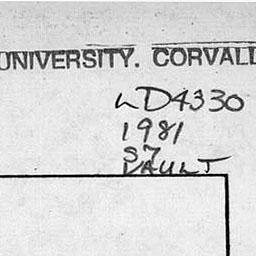 UNIVERSITY. CORVALL
LD4330
1981
S7
VAULT